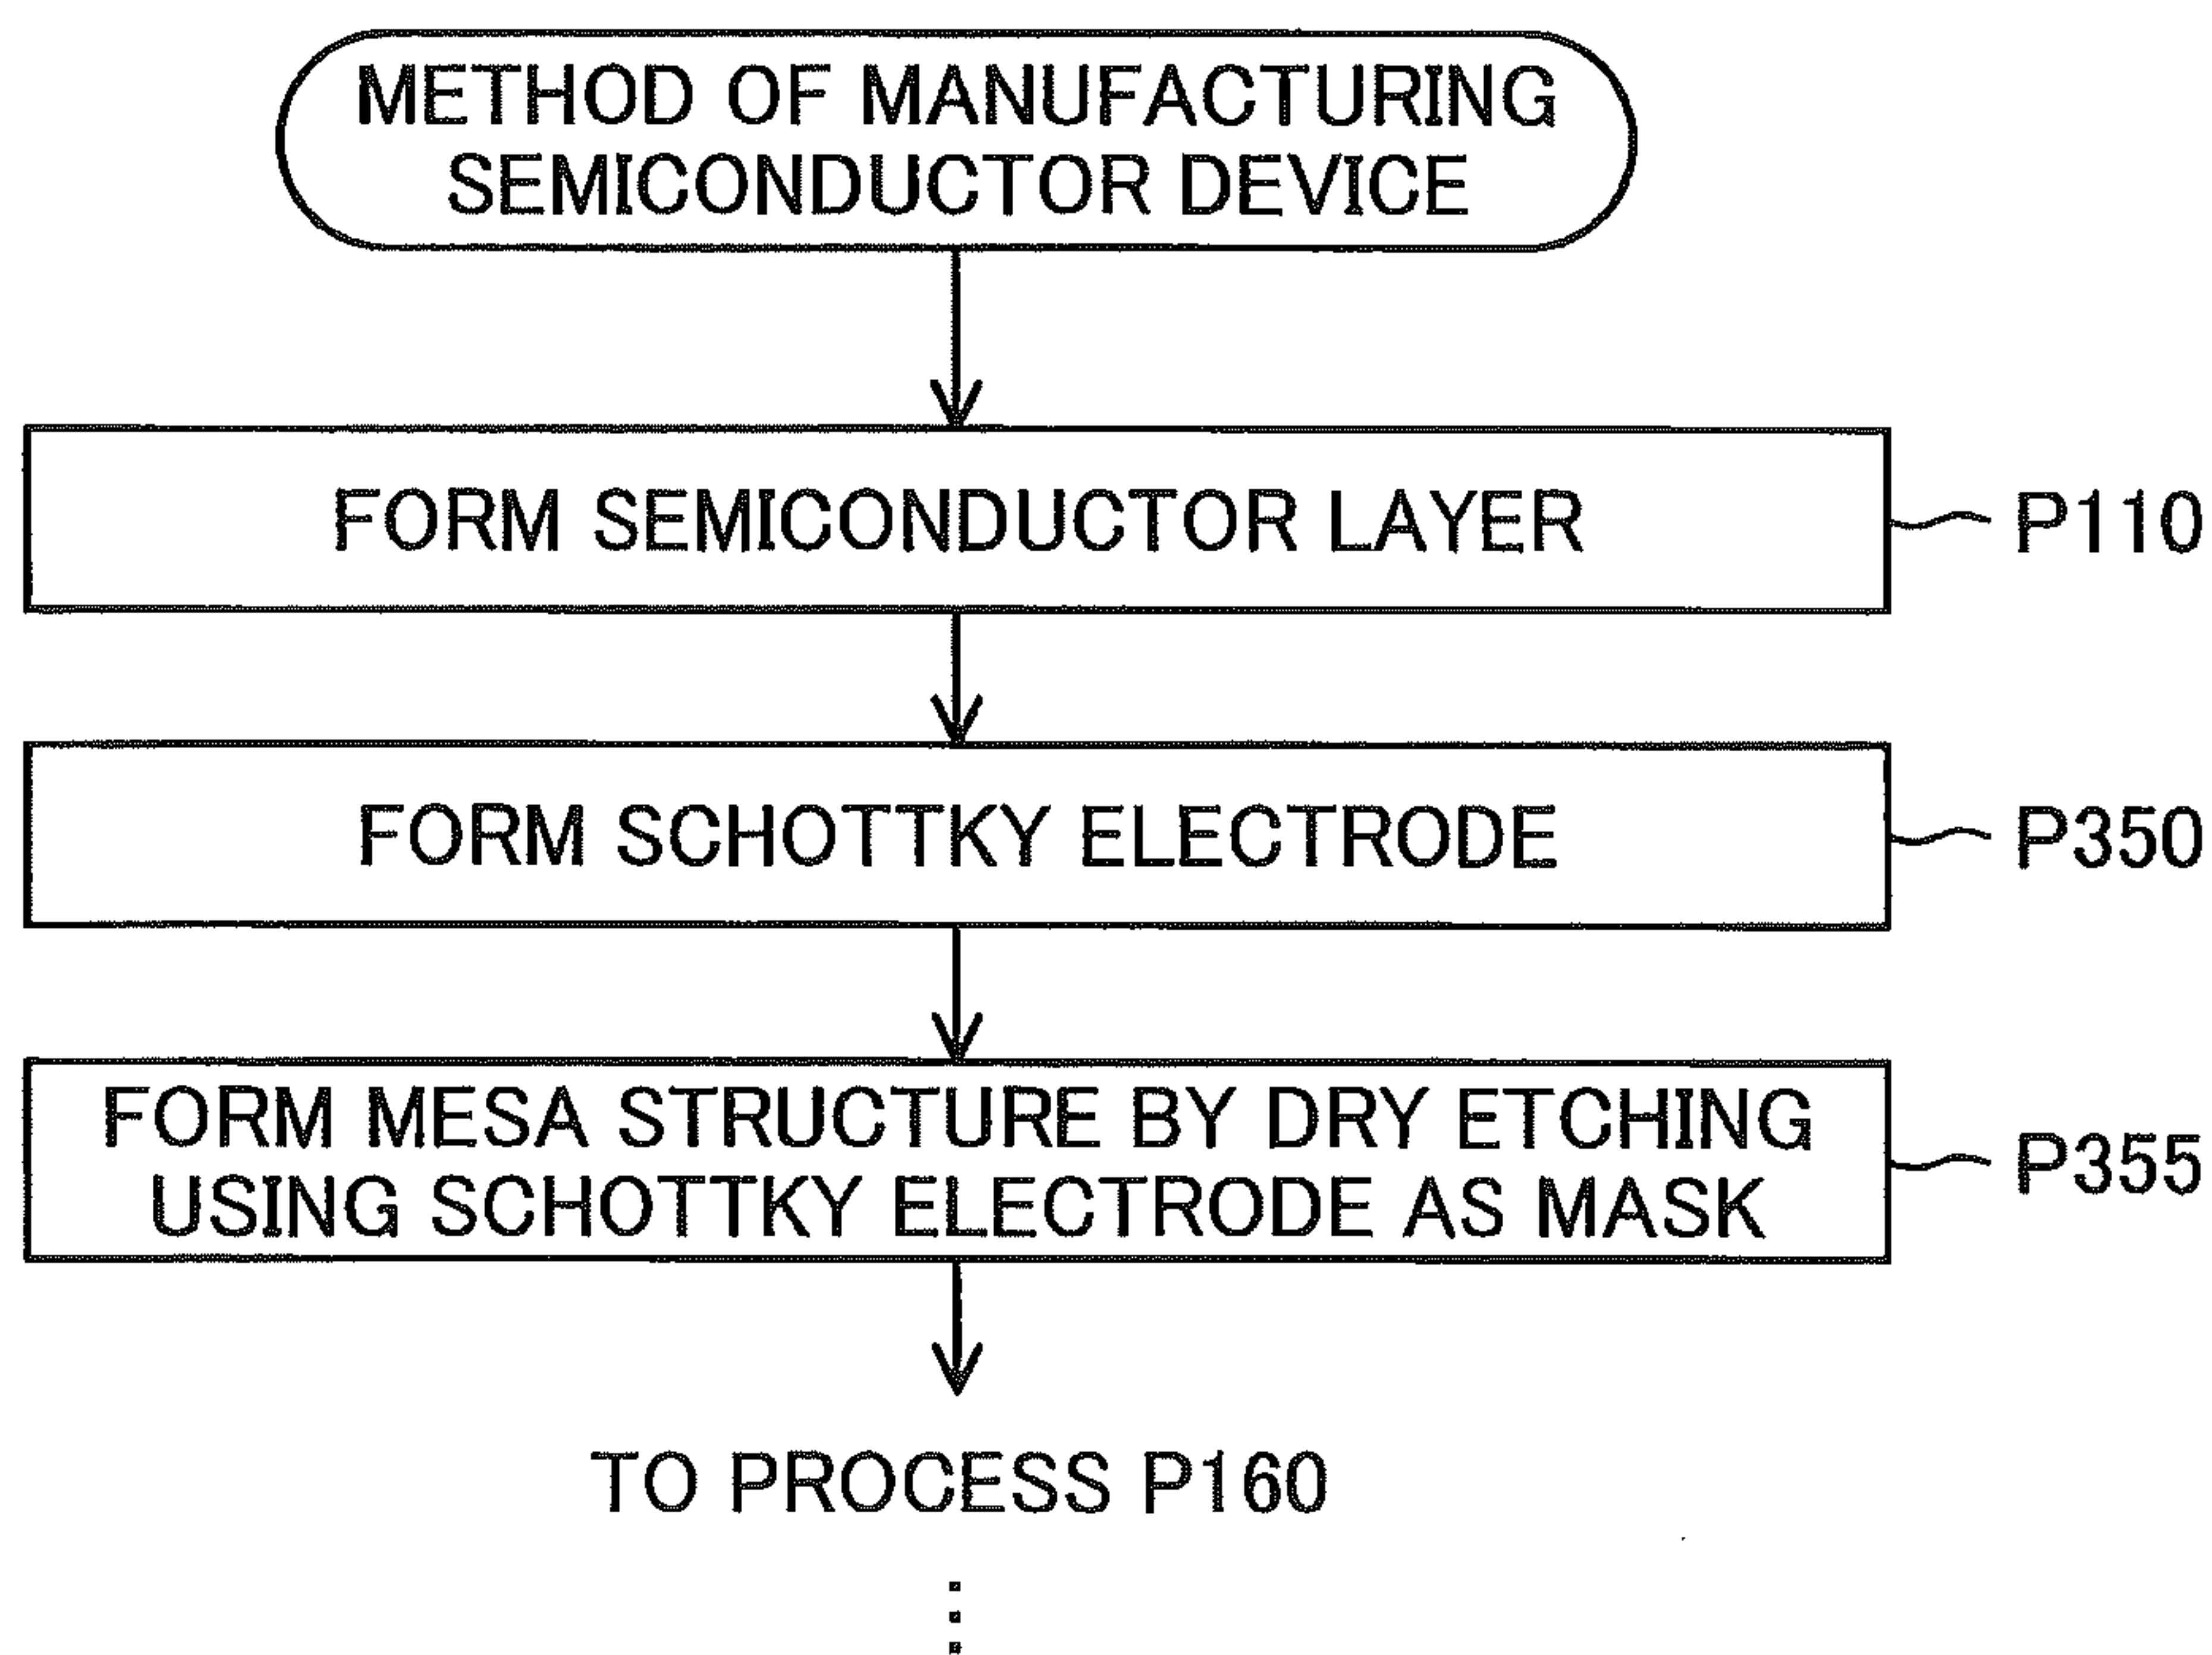 METHOD OF MANUFACTURING
SEMICONDUCTOR DEVICE
FORM SEMICONDUCTOR LAYER
P110
FORM SCHOTTKY ELECTRODE
P350
FORM MESA STRUCTURE BY DRY ETCHING
USING SCHOTTKY ELECTRODE AS MASK
P355
TO PROCESS P160